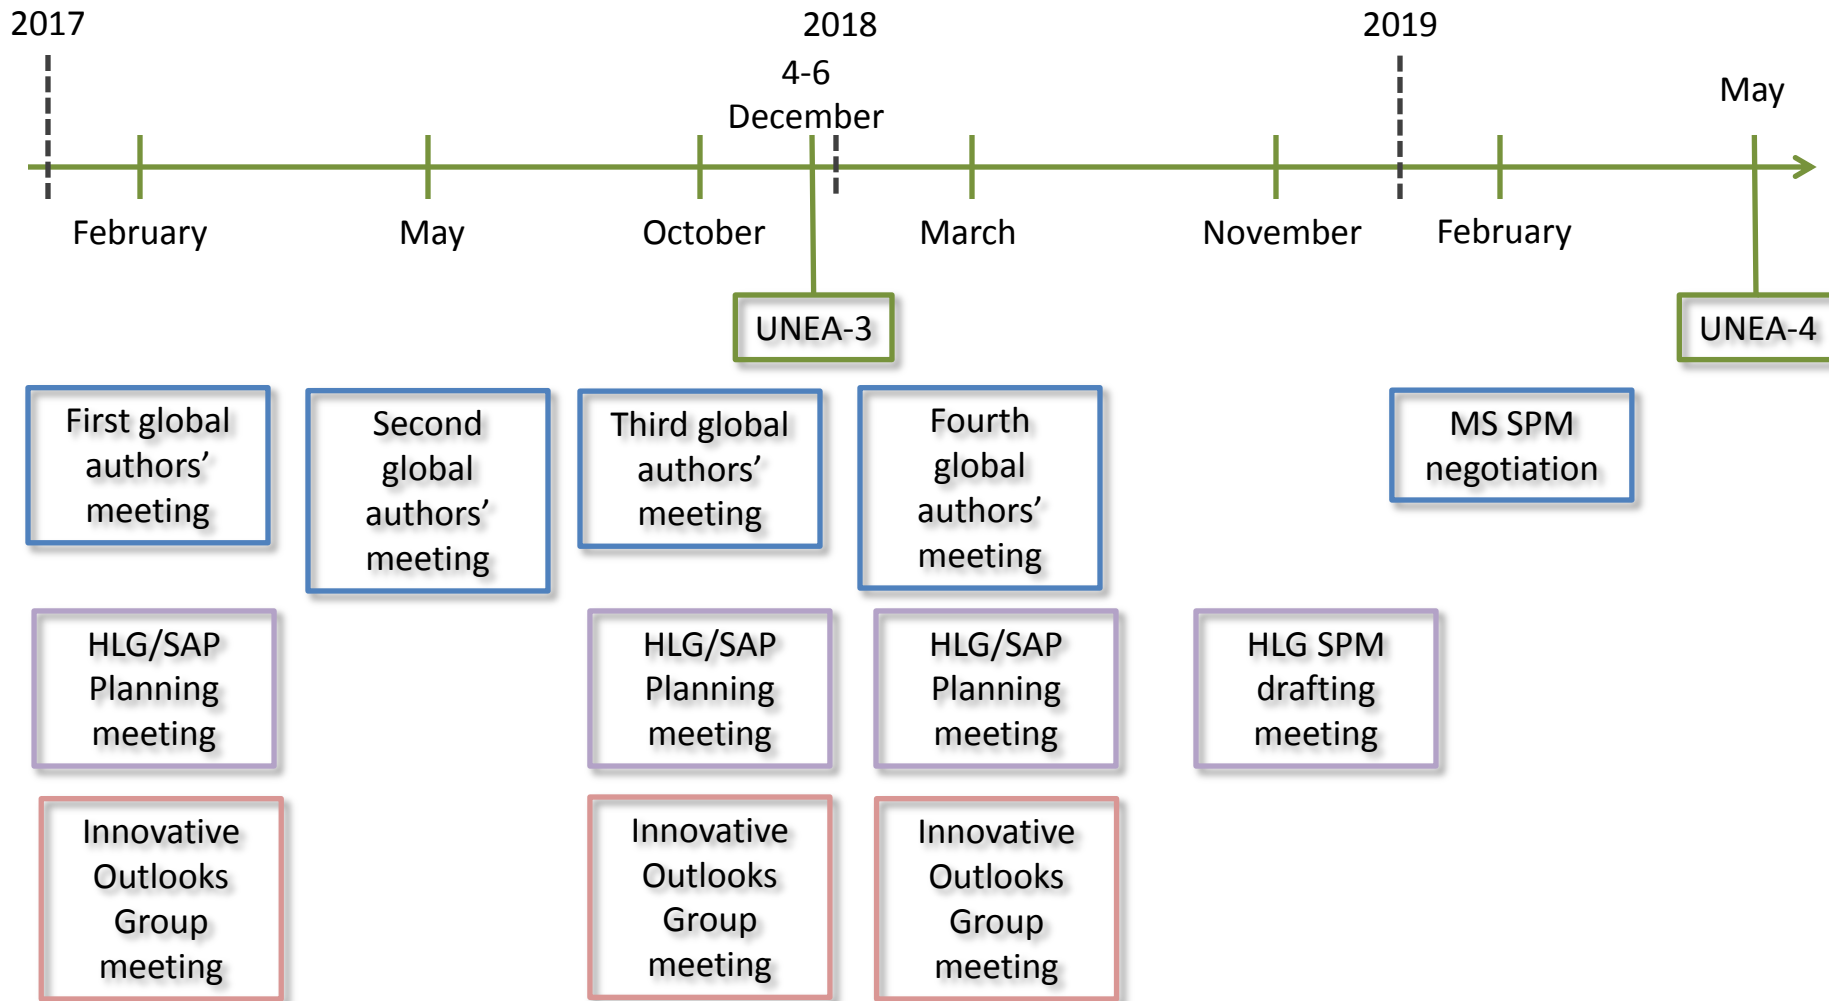 2017
2018
2019
4-6
December
May
February
May
October
March
November
February
UNEA-3
UNEA-4
First global
authors’
meeting
Second
global
authors’
meeting
Third global
authors’
meeting
Fourth
global
authors’
meeting
MS SPM
negotiation
HLG/SAP
Planning
meeting
HLG/SAP
Planning
meeting
HLG/SAP
Planning
meeting
HLG SPM
drafting
meeting
Innovative
Outlooks
Group
meeting
Innovative
Outlooks
Group
meeting
Innovative
Outlooks
Group
meeting